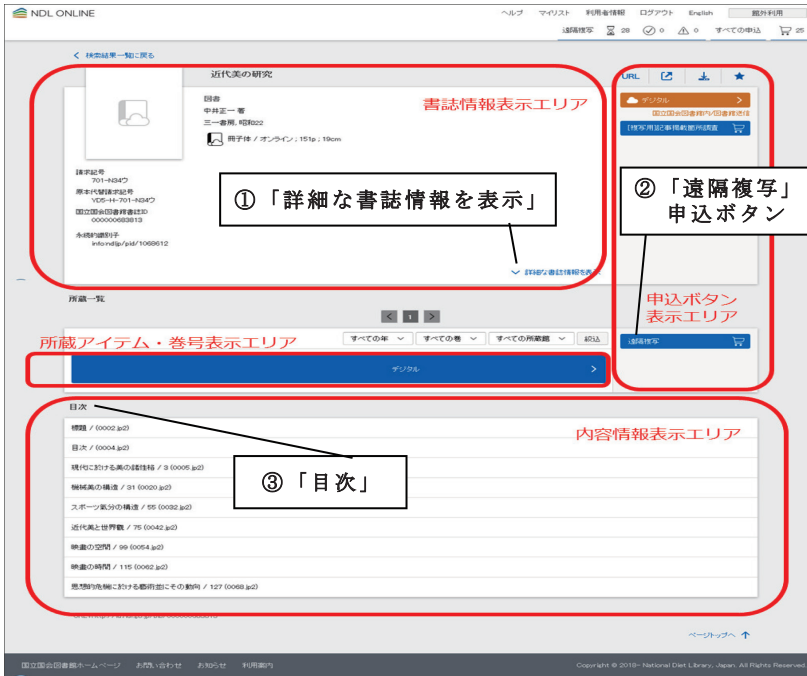 NDL ONLINE
ヘルプ マイリスト 利用者情報 ログアウト English 館外利用
遠隔複写 28 0 0 すべての申込 25
検索結果一覧に戻る
近代美の研究
URL
図書
中井正一 著
三一書房, 昭和22
冊子体 / オンライン ; 151p ; 19cm
書誌情報表示エリア
デジタル
国立国会図書館内/図書館送信
[複写用]記事掲載箇所調査
請求記号
701-N34ウ
原本代替請求記号
YD5-H-701-N34ウ
国立国会図書館書誌ID
000000683813
永続的識別子
info:ndljp/pid/1068612
①「詳細な書誌情報を表示」
②「遠隔複写」
申込ボタン
詳細な書誌情報を表示
所蔵一覧
1
申込ボタン
表示エリア
所蔵アイテム・巻号表示エリア
すべての年 すべての巻 すべての所蔵館 絞込
遠隔複写
デジタル
目次
内容情報表示エリア
標題 / (0002.jp2)
目次 / (0004.jp2)
現代に於ける美の諸性格 / 3 (0005.jp2)
機械美の構造 / 31 (0020.jp2)
③「目次」
スポーツ氣分の構造 / 55 (0032.jp2)
近代美と世界觀 / 75 (0042.jp2)
映畫の空間 / 99 (0054.jp2)
映畫の時間 / 115 (0062.jp2)
思想的危機に於ける藝術並にその動向 / 127 (0068.jp2)
ページトップへ
国立国会図書館ホームページ お問い合わせ お知らせ 利用案内
Copyright © 2018- National Diet Library, Japan. All Rights Reserved.